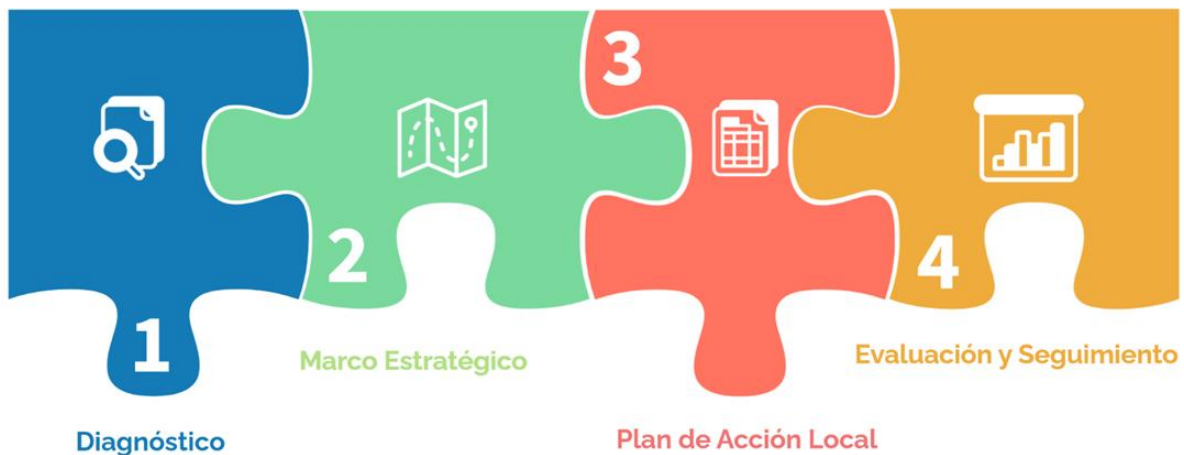 1
Diagnóstico
2
Marco Estratégico
3
Plan de Acción Local
4
Evaluación y Seguimiento